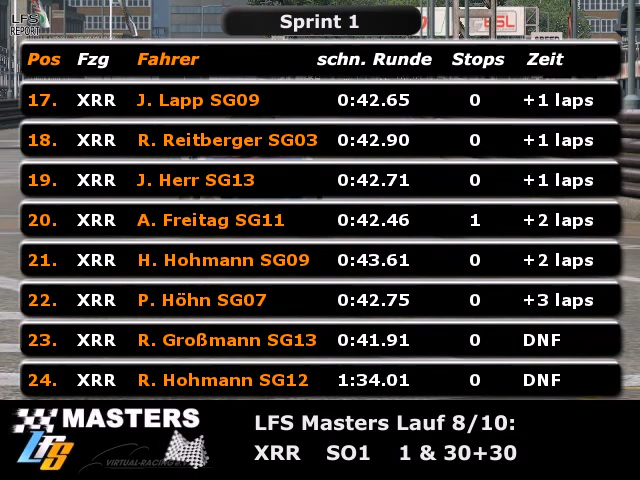 LFS
REPORT
Sprint 1
ESL
SPEED
Pos Fzg Fahrer schn. Runde Stops Zeit
17. XRR J. Lapp SG09 0:42.65 0 +1 laps
18. XRR R. Reitberger SG03 0:42.90 0 +1 laps
19. XRR J. Herr SG13 0:42.71 0 +1 laps
20. XRR A. Freitag SG11 0:42.46 1 +2 laps
21. XRR H. Hohmann SG09 0:43.61 0 +2 laps
22. XRR P. Höhn SG07 0:42.75 0 +3 laps
23. XRR R. Großmann SG13 0:41.91 0 DNF
24. XRR R. Hohmann SG12 1:34.01 0 DNF
MASTERS
LFS
VIRTUAL-RACING
LFS Masters Lauf 8/10:
XRR SO1 1 & 30+30